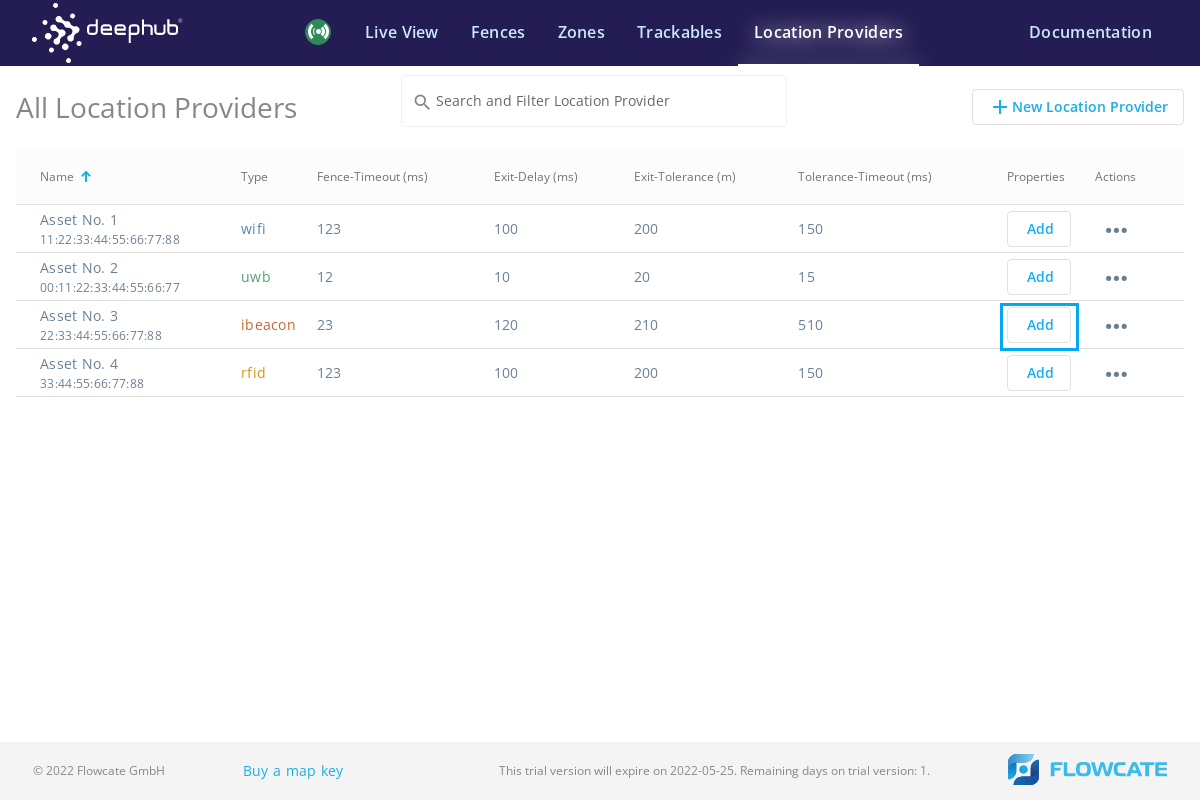 deephub®
Live View
Fences
Zones
Trackables
Location Providers
Documentation
All Location Providers
Search and Filter Location Provider
New Location Provider
Name Type Fence-Timeout (ms) Exit-Delay (ms) Exit-Tolerance (m) Tolerance-Timeout (ms) Properties Actions
Asset No. 1
11:22:33:44:55:66:77:88
wifi 123 100 200 150 Add
Asset No. 2
00:11:22:33:44:55:66:77
uwb 12 10 20 15 Add
Asset No. 3
22:33:44:55:66:77:88
ibeacon 23 120 210 510 Add
Asset No. 4
33:44:55:66:77:88
rfid 123 100 200 150 Add
© 2022 Flowcate GmbH
Buy a map key
This trial version will expire on 2022-05-25. Remaining days on trial version: 1.
FLOWCATE